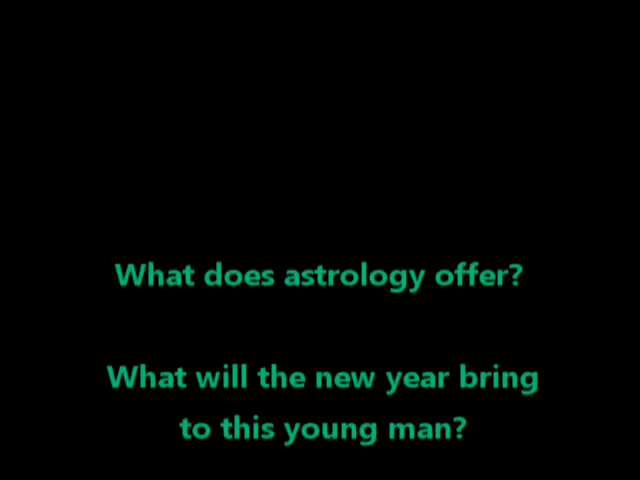 What does astrology offer?
What will the new year bring
to this young man?